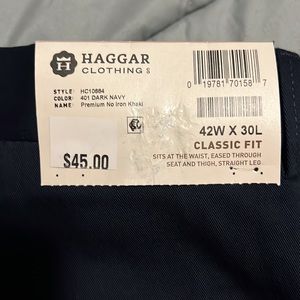 HAGGAR
CLOTHING
STYLE: HC10884
COLOR: 401 DARK NAVY
NAME: Premium No Iron Khaki
0 19781 70158 7
$45.00
42W X 30L
CLASSIC FIT
SITS AT THE WAIST, EASED THROUGH
SEAT AND THIGH, STRAIGHT LEG